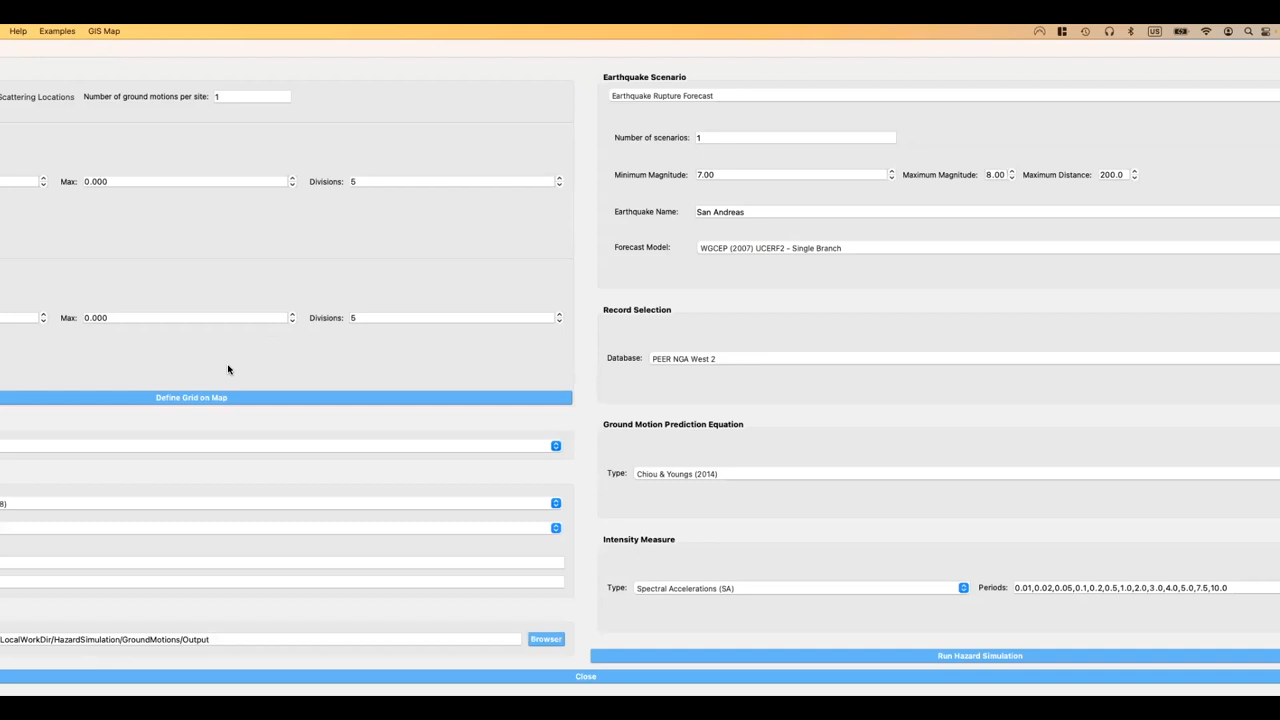 Help Examples GIS Map US
Scattering Locations Number of ground motions per site: 1
Max: 0.000 Divisions: 5
Max: 0.000 Divisions: 5
Define Grid on Map
8)
LocalWorkDir/HazardSimulation/GroundMotions/Output Browser
Earthquake Scenario
Earthquake Rupture Forecast
Number of scenarios: 1
Minimum Magnitude: 7.00 Maximum Magnitude: 8.00 Maximum Distance: 200.0
Earthquake Name: San Andreas
Forecast Model: WGCEP (2007) UCERF2 - Single Branch
Record Selection
Database: PEER NGA West 2
Ground Motion Prediction Equation
Type: Chiou & Youngs (2014)
Intensity Measure
Type: Spectral Accelerations (SA) Periods: 0.01,0.02,0.05,0.1,0.2,0.5,1.0,2.0,3.0,4.0,5.0,7.5,10.0
Run Hazard Simulation
Close